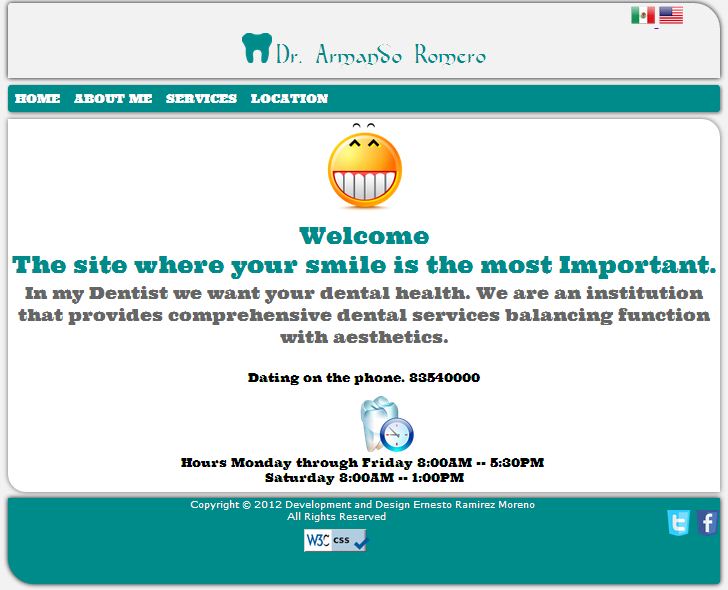 Dr. Armando Romero
HOME ABOUT ME SERVICES LOCATION
Welcome
The site where your smile is the most Important.
In my Dentist we want your dental health. We are an institution
that provides comprehensive dental services balancing function
with aesthetics.
Dating on the phone. 83540000
Hours Monday through Friday 8:00AM -- 5:30PM
Saturday 8:00AM -- 1:00PM
Copyright © 2012 Development and Design Ernesto Ramirez Moreno
All Rights Reserved
W3C css